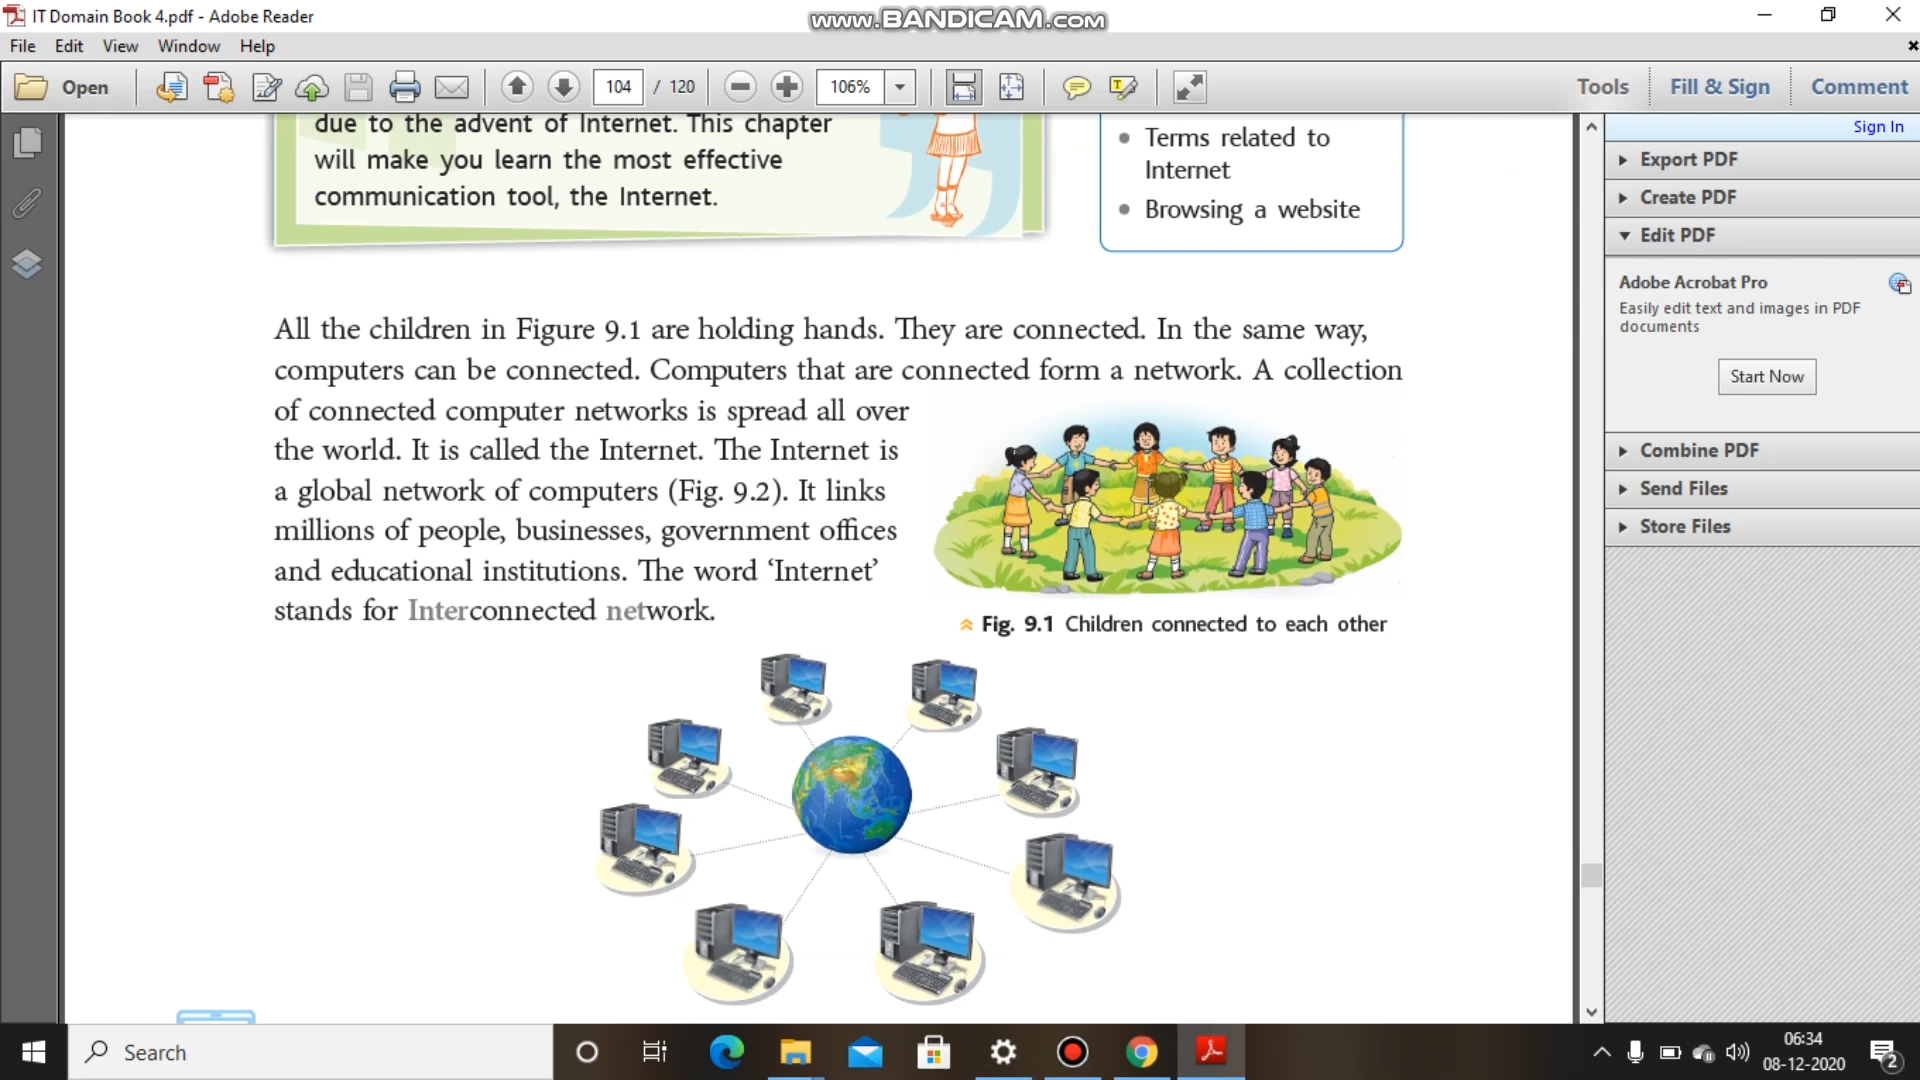 IT Domain Book 4.pdf - Adobe Reader
www.BANDICAM.com
File Edit View Window Help
Open
104 / 120
106%
Tools
Fill & Sign
Comment
Sign In
due to the advent of Internet. This chapter
will make you learn the most effective
communication tool, the Internet.
Terms related to
Internet
Browsing a website
All the children in Figure 9.1 are holding hands. They are connected. In the same way,
computers can be connected. Computers that are connected form a network. A collection
of connected computer networks is spread all over
the world. It is called the Internet. The Internet is
a global network of computers (Fig. 9.2). It links
millions of people, businesses, government offices
and educational institutions. The word ‘Internet’
stands for Interconnected network.
Fig. 9.1 Children connected to each other
Export PDF
Create PDF
Edit PDF
Adobe Acrobat Pro
Easily edit text and images in PDF
documents
Start Now
Combine PDF
Send Files
Store Files
Search
06:34
08-12-2020
2